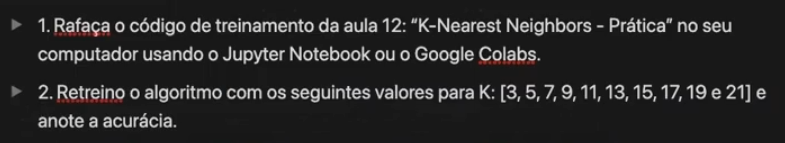 1. Rafaça o código de treinamento da aula 12: “K-Nearest Neighbors - Prática” no seu
computador usando o Jupyter Notebook ou o Google Colabs.
2. Retreino o algoritmo com os seguintes valores para K: [3, 5, 7, 9, 11, 13, 15, 17, 19 e 21] e
anote a acurácia.